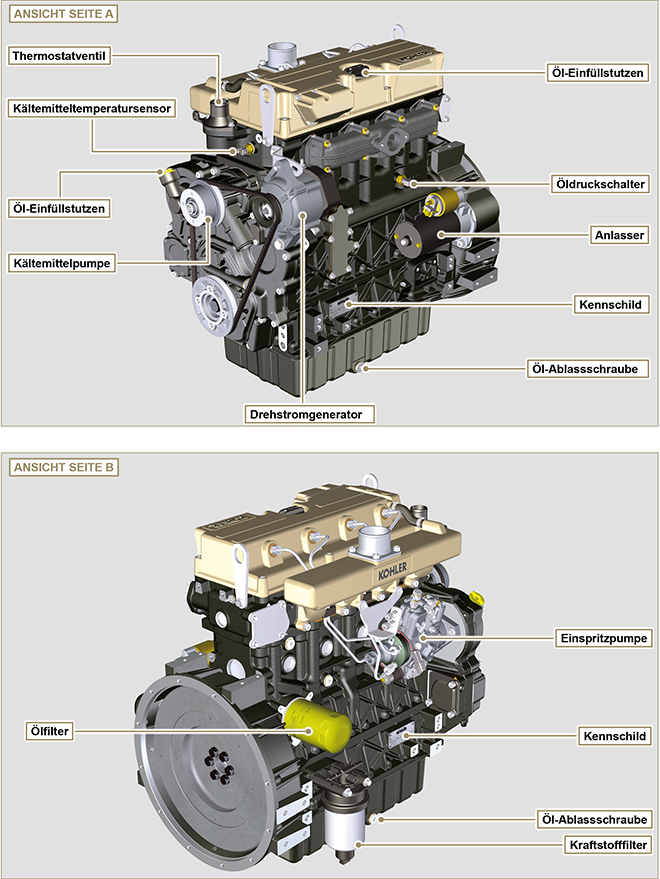 ANSICHT SEITE A
Thermostatventil
Öl-Einfüllstutzen
Kältemitteltemperatursensor
Öldruckschalter
Öl-Einfüllstutzen
Anlasser
Kältemittelpumpe
Kennschild
Öl-Ablassschraube
Drehstromgenerator
ANSICHT SEITE B
KOHLER
Einspritzpumpe
Ölfilter
Kennschild
Öl-Ablassschraube
Kraftstofffilter